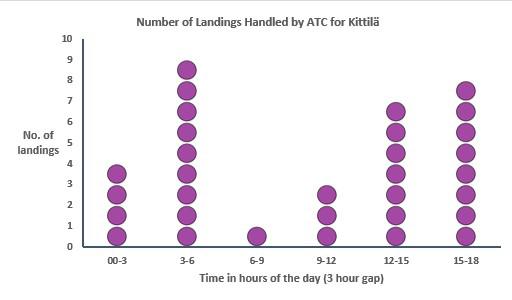 Number of Landings Handled by ATC for Kittilä
10
9
8
7
6
5
4
3
2
1
0
No. of
landings
00-3 3-6 6-9 9-12 12-15 15-18
Time in hours of the day (3 hour gap)